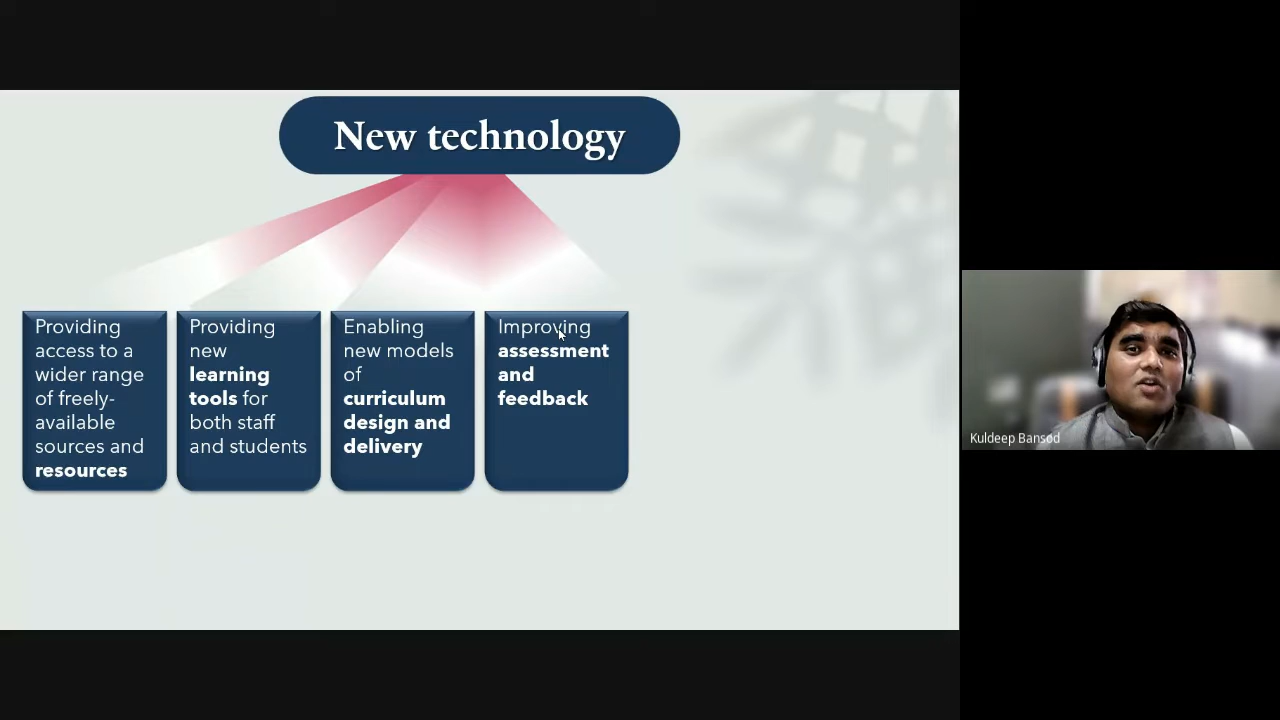 New technology
Providing
access to a
wider range
of freely-
available
sources and
resources
Providing
new
learning
tools for
both staff
and students
Enabling
new models
of
curriculum
design and
delivery
Improving
assessment
and
feedback
Kuldeep Bansod